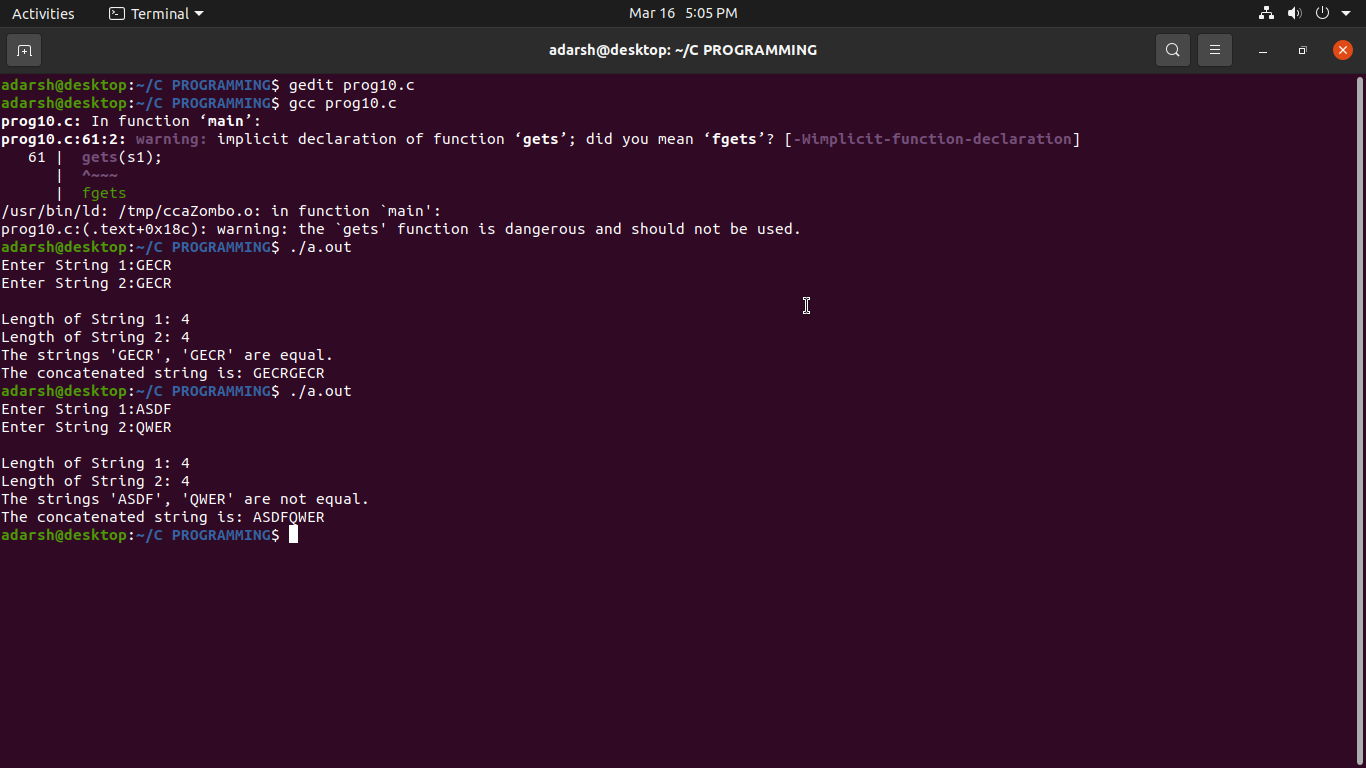 Activities
Terminal
Mar 16 5:05 PM
adarsh@desktop: ~/C PROGRAMMING
adarsh@desktop:~/C PROGRAMMING$ gedit prog10.c
adarsh@desktop:~/C PROGRAMMING$ gcc prog10.c
prog10.c: In function ‘main’:
prog10.c:61:2: warning: implicit declaration of function ‘gets’; did you mean ‘fgets’? [-Wimplicit-function-declaration]
   61 |  gets(s1);
      |  ^~~~
      |  fgets
/usr/bin/ld: /tmp/ccaZombo.o: in function `main':
prog10.c:(.text+0x18c): warning: the `gets' function is dangerous and should not be used.
adarsh@desktop:~/C PROGRAMMING$ ./a.out
Enter String 1:GECR
Enter String 2:GECR
Length of String 1: 4
Length of String 2: 4
The strings 'GECR', 'GECR' are equal.
The concatenated string is: GECRGECR
adarsh@desktop:~/C PROGRAMMING$ ./a.out
Enter String 1:ASDF
Enter String 2:QWER
Length of String 1: 4
Length of String 2: 4
The strings 'ASDF', 'QWER' are not equal.
The concatenated string is: ASDFQWER
adarsh@desktop:~/C PROGRAMMING$